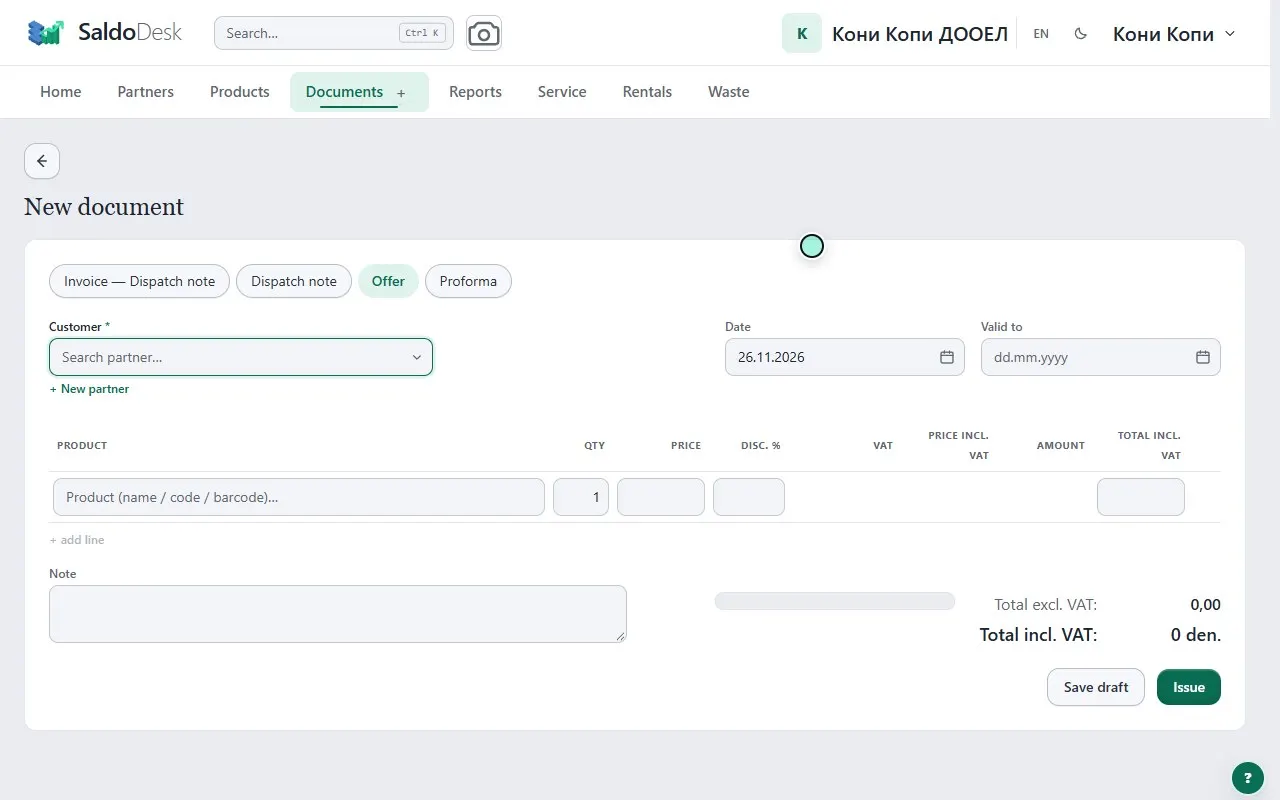 SaldoDesk
Search...
Ctrl K
K
Кони Копи ДООЕЛ
EN
Кони Копи
Home
Partners
Products
Documents +
Reports
Service
Rentals
Waste
New document
Invoice — Dispatch note
Dispatch note
Offer
Proforma
Customer *
Date
Valid to
Search partner...
26.11.2026
dd.mm.yyyy
+ New partner
PRODUCT
QTY
PRICE
DISC. %
VAT
PRICE INCL.
VAT
AMOUNT
TOTAL INCL.
VAT
Product (name / code / barcode)...
1
+ add line
Note
Total excl. VAT:
0,00
Total incl. VAT:
0 den.
Save draft
Issue
?